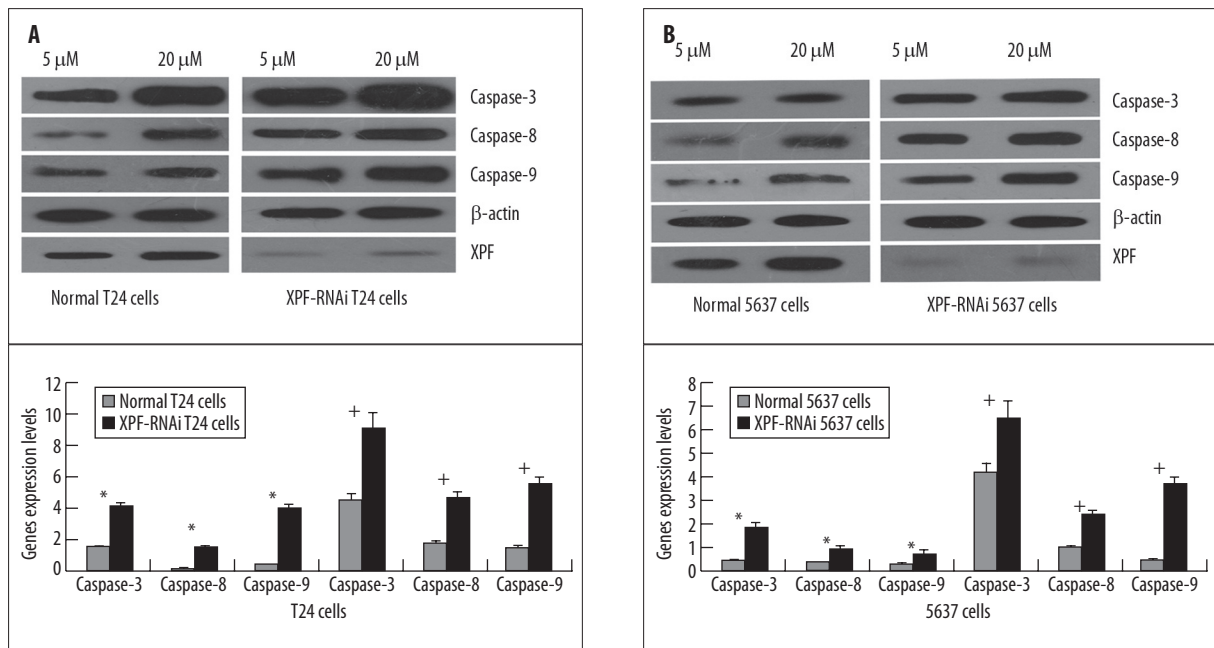 A
5 μM 20 μM 5 μM 20 μM
Caspase-3
Caspase-8
Caspase-9
β-actin
XPF
Normal T24 cells XPF-RNAi T24 cells
Genes expression levels
12
10
8
6
4
2
0
Normal T24 cells
XPF-RNAi T24 cells
* * * + + +
Caspase-3 Caspase-8 Caspase-9 Caspase-3 Caspase-8 Caspase-9
T24 cells
B
5 μM 20 μM 5 μM 20 μM
Caspase-3
Caspase-8
Caspase-9
β-actin
XPF
Normal 5637 cells XPF-RNAi 5637 cells
Genes expression levels
8
7
6
5
4
3
2
1
0
Normal 5637 cells
XPF-RNAi 5637 cells
* * * + + +
Caspase-3 Caspase-8 Caspase-9 Caspase-3 Caspase-8 Caspase-9
5637 cells